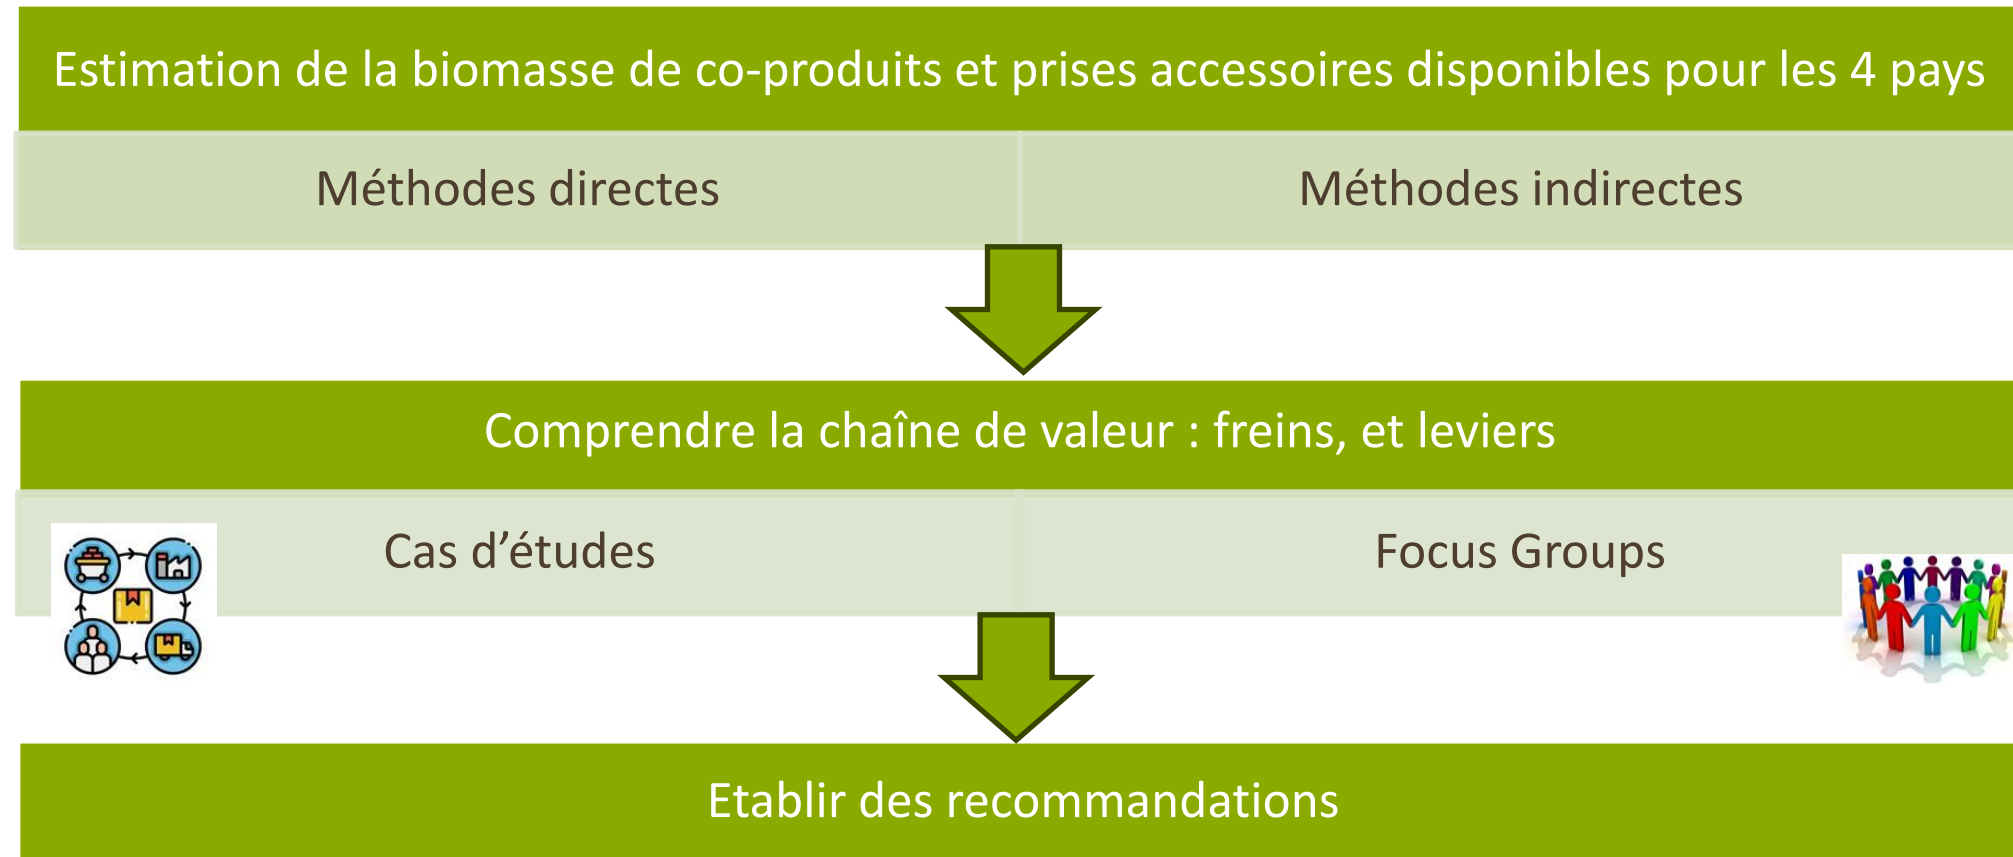 Estimation de la biomasse de co-produits et prises accessoires disponibles pour les 4 pays
Méthodes directes
Méthodes indirectes
Comprendre la chaîne de valeur : freins, et leviers
Cas d’études
Focus Groups
Etablir des recommandations